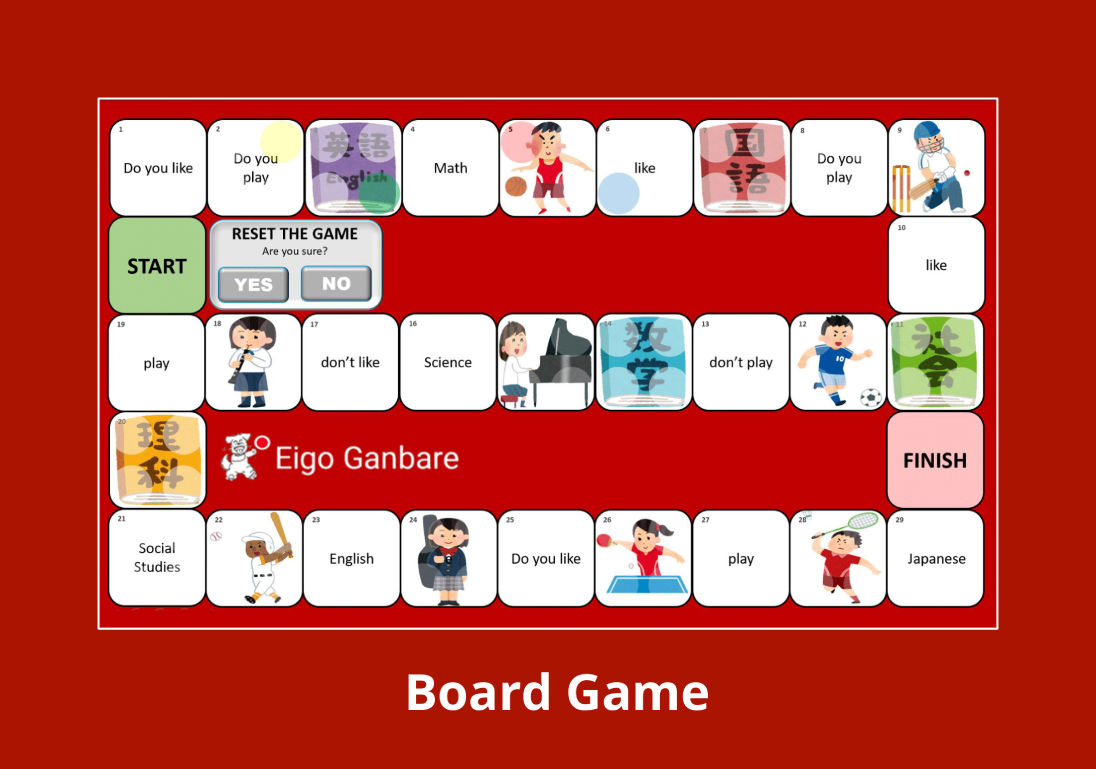 1
Do you like
2
Do you
play
英語
English
4
Math
5
6
like
7
国
語
8
Do you
play
9
START
RESET THE GAME
Are you sure?
YES
NO
10
like
19
play
18
17
don't like
16
Science
14
数
学
13
don't play
12
10
11
社
会
20
理
科
Eigo Ganbare
FINISH
21
Social
Studies
22
23
English
24
25
Do you like
26
27
play
28
29
Japanese
Board Game